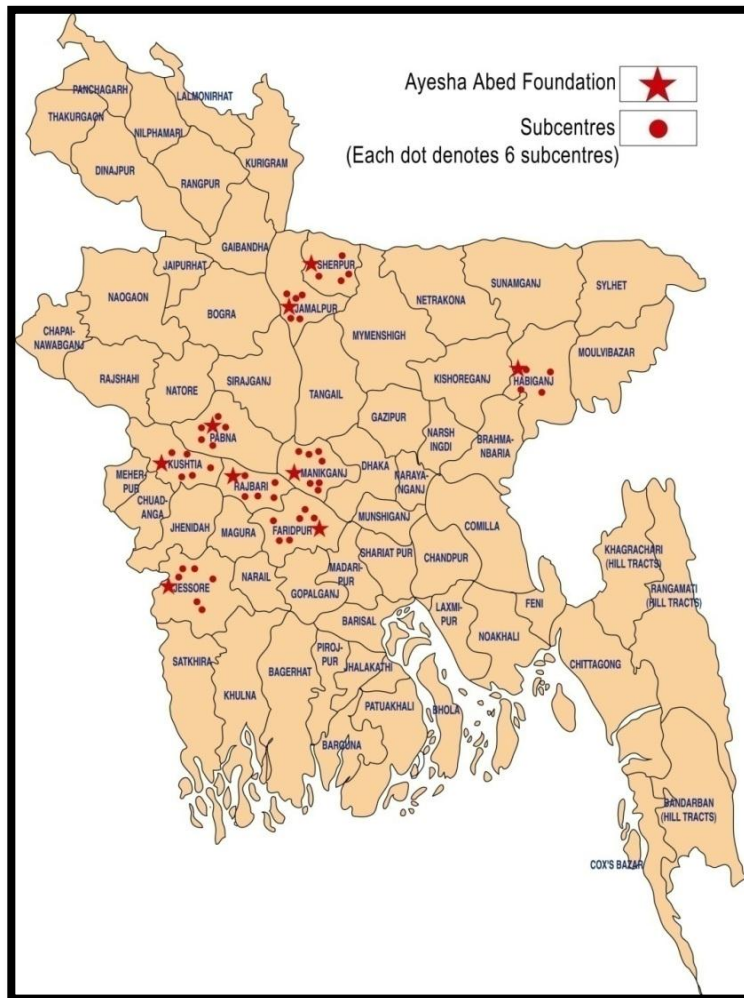 Ayesha Abed Foundation
Subcentres
(Each dot denotes 6 subcentres)
PANCHAGARH
LALMONIRHAT
THAKURGAON
NILPHAMARI
DINAJPUR
RANGPUR
KURIGRAM
GAIBANDHA
JAIPURHAT
SHERPUR
NAOGAON
BOGRA
JAMALPUR
NETRAKONA
SUNAMGANJ
SYLHET
CHAPAI-
NAWABGANJ
MYMENSHIGH
MOULVIBAZAR
RAJSHAHI
NATORE
SIRAJGANJ
TANGAIL
KISHOREGANJ
HABIGANJ
GAZIPUR
PABNA
NARSH
INGDI
BRAHMA-
NBARIA
KUSHTIA
MANIKGANJ
DHAKA
MEHER-
PUR
RAJBARI
NARAYA-
NGANJ
CHUAD-
ANGA
JHENIDAH
MAGURA
FARIDPUR
MUNSHIGANJ
COMILLA
KHAGRACHARI
(HILL TRACTS)
SHARIAT PUR
CHANDPUR
MADARI-
PUR
JESSORE
NARAIL
GOPALGANJ
RANGAMATI
(HILL TRACTS)
BARISAL
LAXMI-
PUR
FENI
NOAKHALI
SATKHIRA
KHULNA
BAGERHAT
PIROJ-
PUR
JHALAKATHI
CHITTAGONG
PATUAKHALI
BHOLA
BARGUNA
BANDARBAN
(HILL TRACTS)
COX'S BAZAR